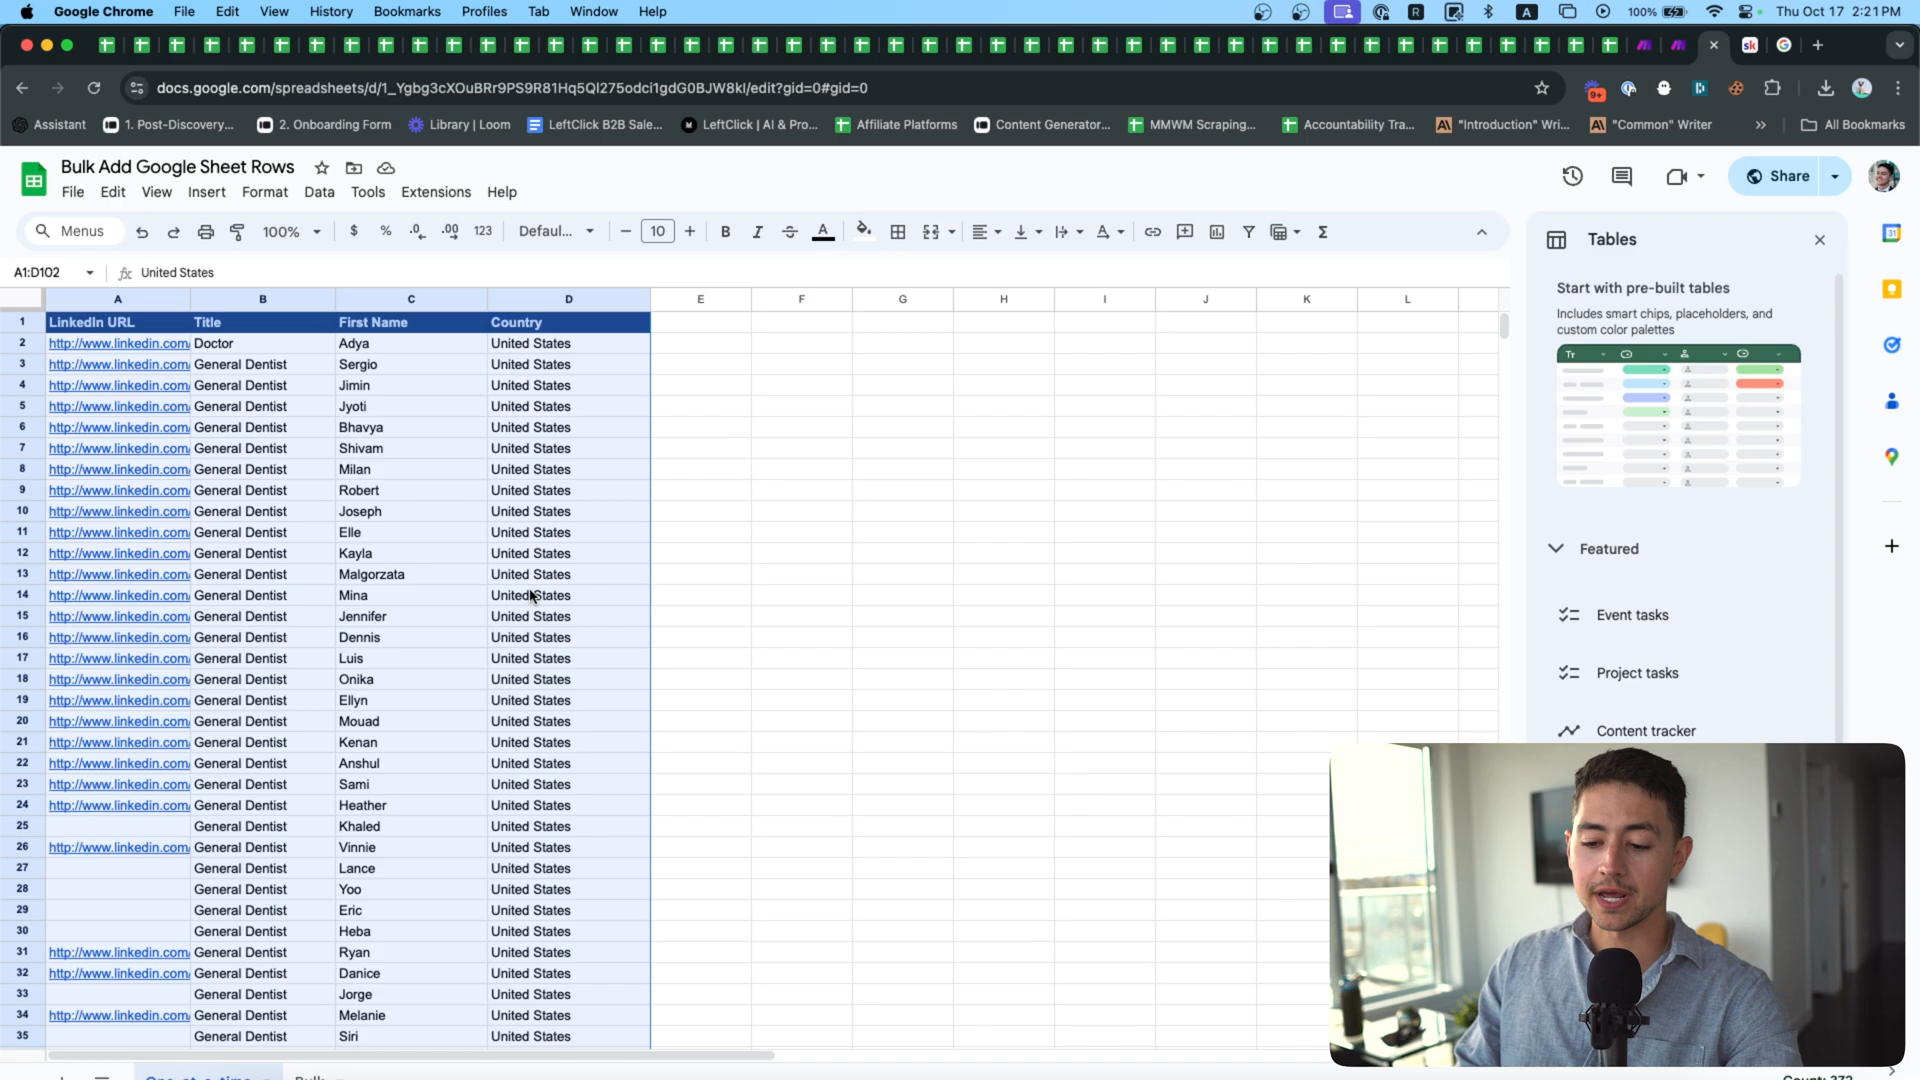 Google Chrome File Edit View History Bookmarks Profiles Tab Window Help A 100% Thu Oct 17 2:21 PM
sk
docs.google.com/spreadsheets/d/1_Ygbg3cXOuBRr9PS9R81Hq5Ql275odci1gdG0BJW8kI/edit?gid=0#gid=0 9+
Assistant 1. Post-Discovery... 2. Onboarding Form Library | Loom LeftClick B2B Sale... LeftClick | AI & Pro... Affiliate Platforms Content Generator... MMWM Scraping... Accountability Tra... "Introduction" Wri... "Common" Writer » All Bookmarks
Bulk Add Google Sheet Rows
File Edit View Insert Format Data Tools Extensions Help
Share
Menus 100% $ % .0 .00 123 Defaul... − 10 + B I A Σ
A1:D102 fx United States
A B C D E F G H I J K L
1 LinkedIn URL Title First Name Country
2 http://www.linkedin.com/ Doctor Adya United States
3 http://www.linkedin.com/ General Dentist Sergio United States
4 http://www.linkedin.com/ General Dentist Jimin United States
5 http://www.linkedin.com/ General Dentist Jyoti United States
6 http://www.linkedin.com/ General Dentist Bhavya United States
7 http://www.linkedin.com/ General Dentist Shivam United States
8 http://www.linkedin.com/ General Dentist Milan United States
9 http://www.linkedin.com/ General Dentist Robert United States
10 http://www.linkedin.com/ General Dentist Joseph United States
11 http://www.linkedin.com/ General Dentist Elle United States
12 http://www.linkedin.com/ General Dentist Kayla United States
13 http://www.linkedin.com/ General Dentist Malgorzata United States
14 http://www.linkedin.com/ General Dentist Mina United States
15 http://www.linkedin.com/ General Dentist Jennifer United States
16 http://www.linkedin.com/ General Dentist Dennis United States
17 http://www.linkedin.com/ General Dentist Luis United States
18 http://www.linkedin.com/ General Dentist Onika United States
19 http://www.linkedin.com/ General Dentist Ellyn United States
20 http://www.linkedin.com/ General Dentist Mouad United States
21 http://www.linkedin.com/ General Dentist Kenan United States
22 http://www.linkedin.com/ General Dentist Anshul United States
23 http://www.linkedin.com/ General Dentist Sami United States
24 http://www.linkedin.com/ General Dentist Heather United States
25 General Dentist Khaled United States
26 http://www.linkedin.com/ General Dentist Vinnie United States
27 General Dentist Lance United States
28 General Dentist Yoo United States
29 General Dentist Eric United States
30 General Dentist Heba United States
31 http://www.linkedin.com/ General Dentist Ryan United States
32 http://www.linkedin.com/ General Dentist Danice United States
33 General Dentist Jorge United States
34 http://www.linkedin.com/ General Dentist Melanie United States
35 General Dentist Siri United States
Tables
Start with pre-built tables
Includes smart chips, placeholders, and
custom color palettes
Tт
Featured
Event tasks
Project tasks
Content tracker
31